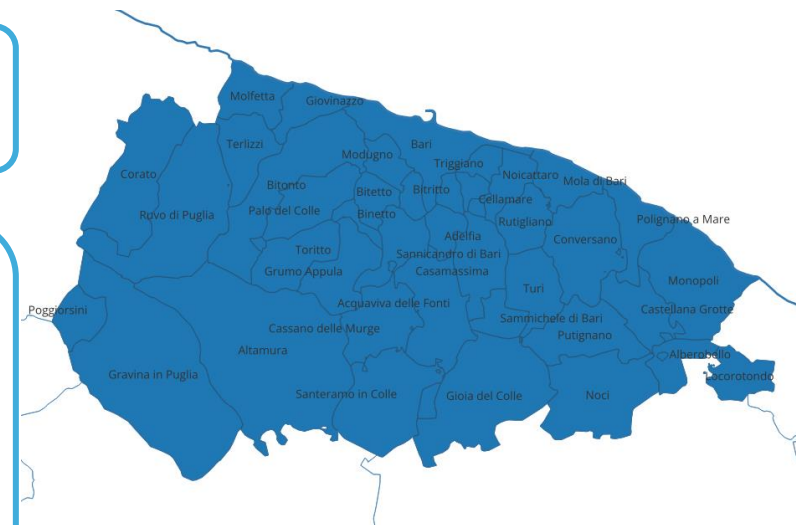 Molfetta
Giovinazzo
Terlizzi
Bari
Modugno
Triggiano
Corato
Noicattaro
Mola di Bari
Bitonto
Bitetto
Bitritto
Cellamare
Rovo di Puglia
Palo del Colle
Binetto
Rutigliano
Polignano a Mare
Adelfia
Conversano
Toritto
Sannicandro di Bari
Grumo Appula
Casamassima
Monopoli
Turi
Poggiorsini
Acquaviva delle Fonti
Castellana Grotte
Sammichele di Bari
Cassano delle Murge
Putignano
Altamura
Alberobello
Gravina in Puglia
Locorotondo
Santeramo in Colle
Gioia del Colle
Noci